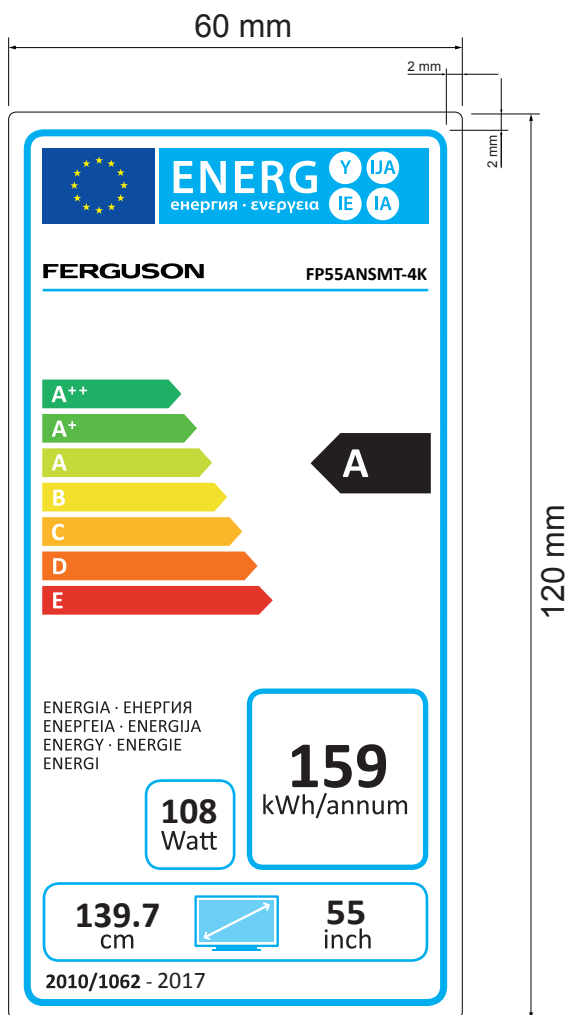 60 mm
2 mm
2 mm
ENERG Y IJA
енергия · ενεργεια IE IA
FERGUSON FP55ANSMT-4K
A++
A+
A A
B
C
D
E
120 mm
ENERGIA · ЕНЕРГИЯ
ΕΝΕΡΓΕΙΑ · ENERGIJA
ENERGY · ENERGIE
ENERGI
159
kWh/annum
108
Watt
139.7 55
cm inch
2010/1062 - 2017